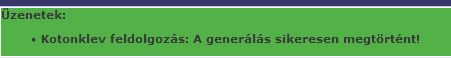 Üzenetek:
• Kotonklev feldolgozás: A generálás sikeresen megtörtént!